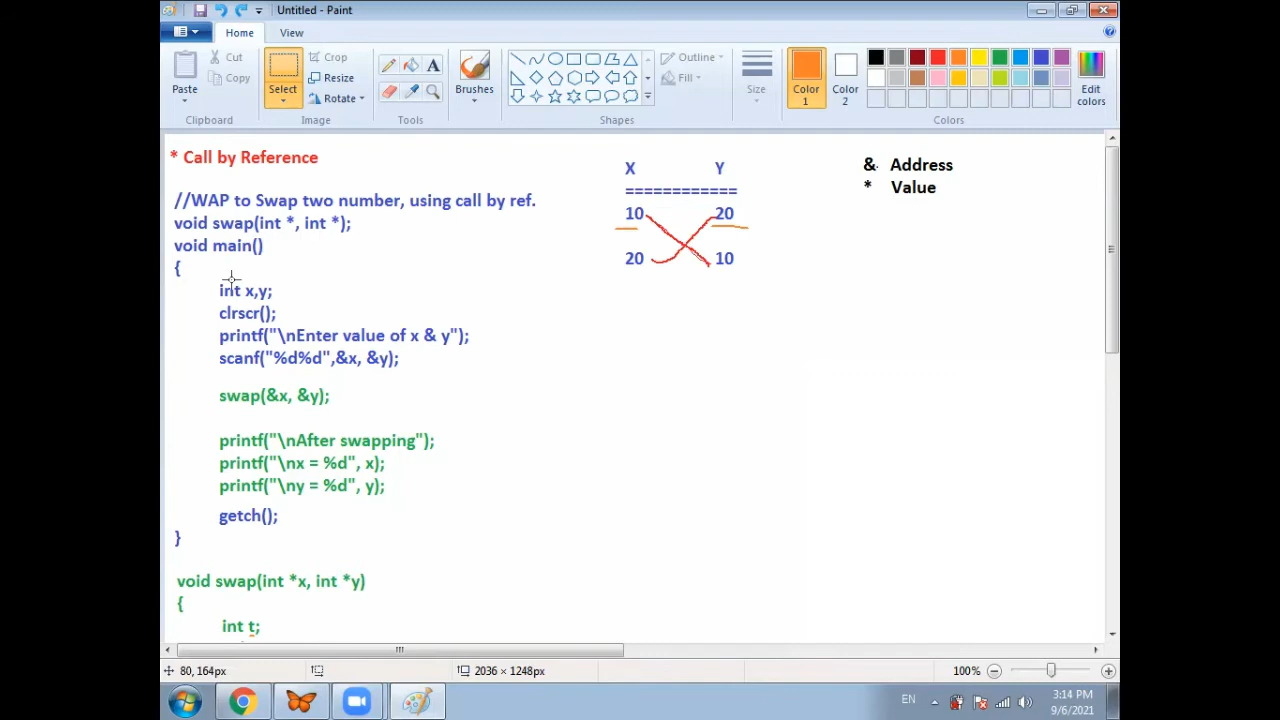 Untitled - Paint
Home
View
Paste
Cut
Copy
Clipboard
Select
Crop
Resize
Rotate
Image
A
Tools
Brushes
Shapes
Outline
Fill
Size
Color 1
Color 2
Edit colors
Colors
* Call by Reference
//WAP to Swap two number, using call by ref.
void swap(int *, int *);
void main()
{
int x,y;
clrscr();
printf("\nEnter value of x & y");
scanf("%d%d",&x, &y);
swap(&x, &y);
printf("\nAfter swapping");
printf("\nx = %d", x);
printf("\ny = %d", y);
getch();
}
void swap(int *x, int *y)
{
int t;
X Y
============
10 20
20 10
& Address
* Value
80, 164px
2036 × 1248px
100%
EN
3:14 PM
9/6/2021